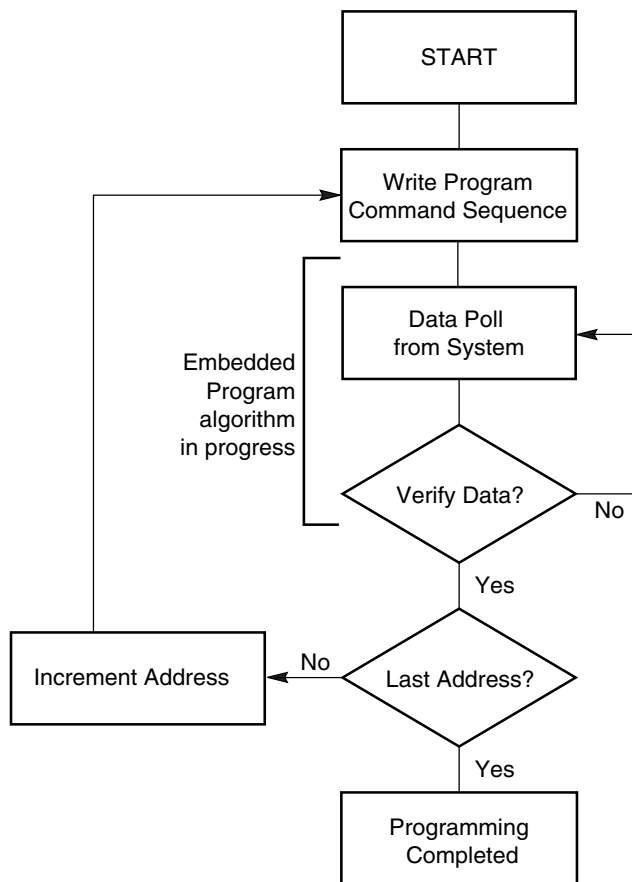 START
Write Program
Command Sequence
Data Poll
from System
Embedded
Program
algorithm
in progress
Verify Data?
No
Yes
Last Address?
No
Increment Address
Yes
Programming
Completed